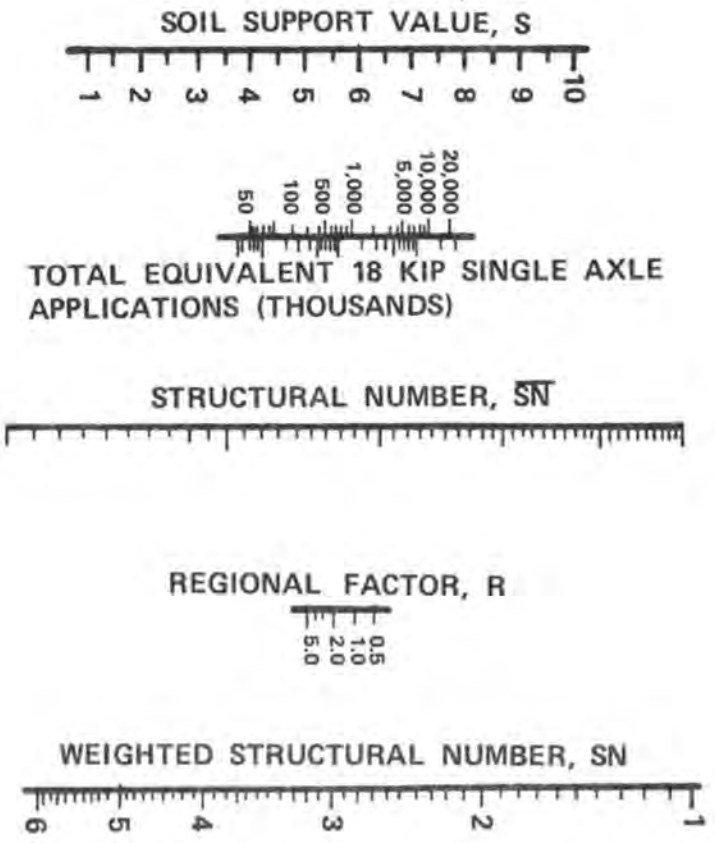 SOIL SUPPORT VALUE, S
1 2 3 4 5 6 7 8 9 10
50 100 500 1,000 5,000 10,000 20,000
TOTAL EQUIVALENT 18 KIP SINGLE AXLE
APPLICATIONS (THOUSANDS)
STRUCTURAL NUMBER, S̅N̅
REGIONAL FACTOR, R
5.0 2.0 1.0 0.5
WEIGHTED STRUCTURAL NUMBER, SN
6 5 4 3 2 1